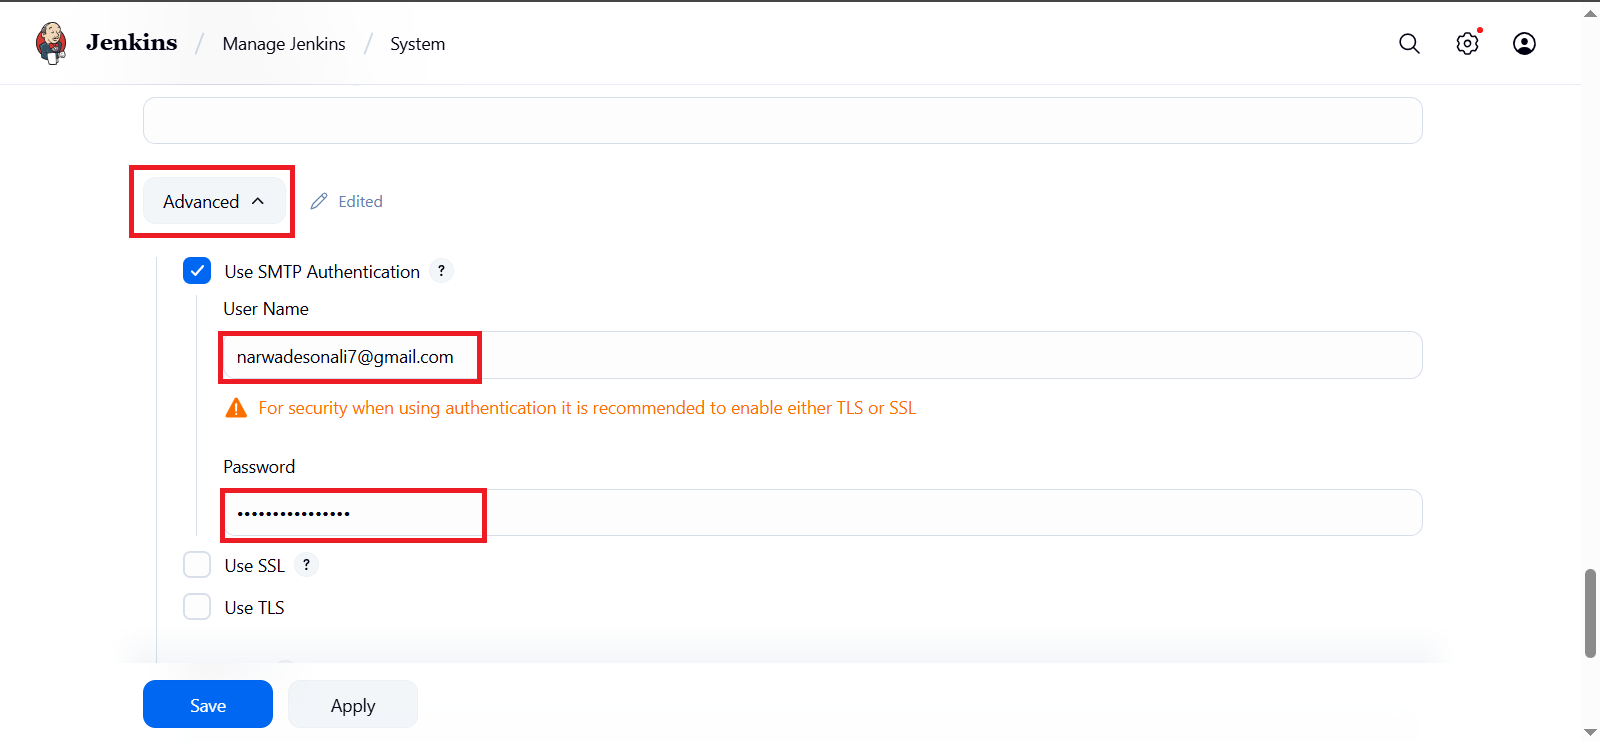 Jenkins / Manage Jenkins / System
Advanced Edited
Use SMTP Authentication ?
User Name
narwadesonali7@gmail.com
For security when using authentication it is recommended to enable either TLS or SSL
Password
••••••••••••••••
Use SSL ?
Use TLS
Save Apply